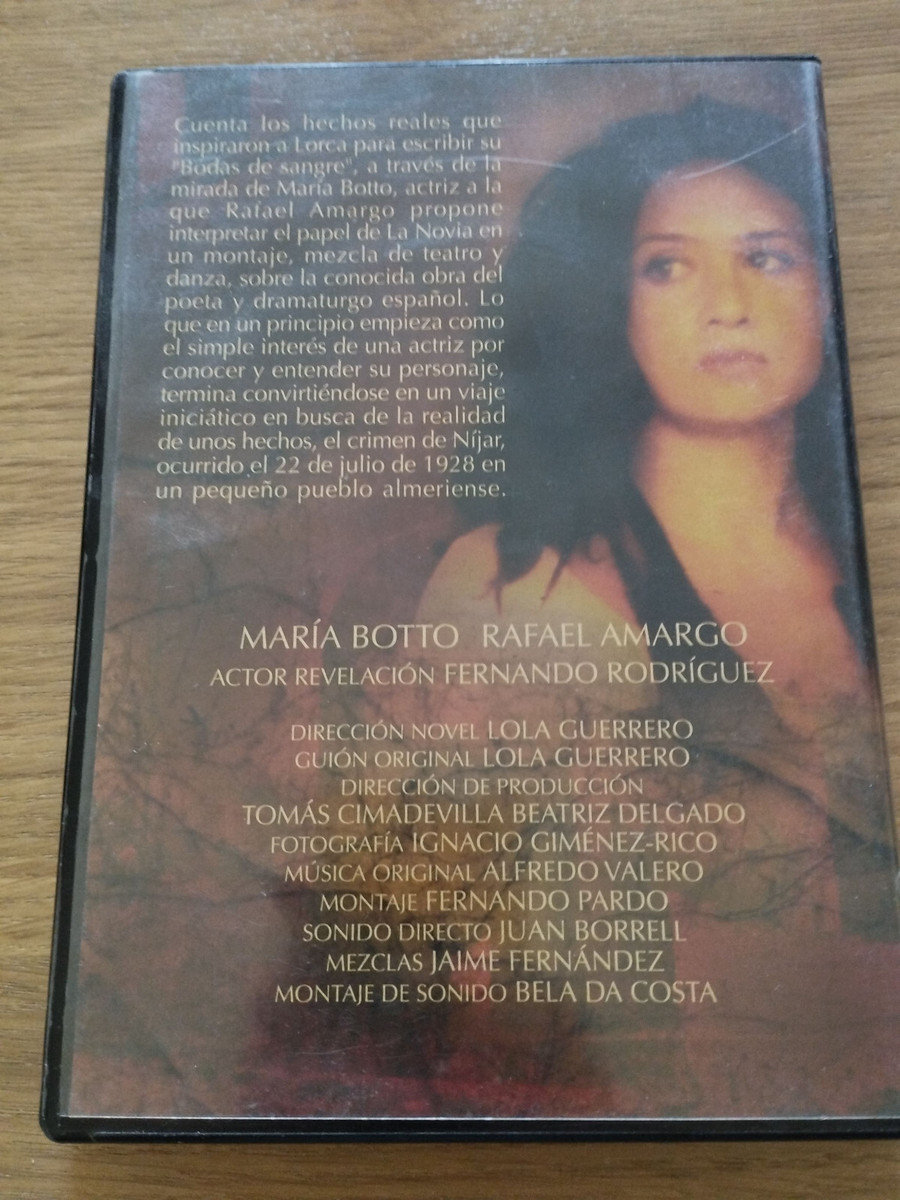 Cuenta los hechos reales que
inspiraron a Lorca para escribir su
"Bodas de sangre", a través de la
mirada de María Botto, actriz a la
que Rafael Amargo propone
interpretar el papel de La Novia en
un montaje, mezcla de teatro y
danza, sobre la conocida obra del
poeta y dramaturgo español. Lo
que en un principio empieza como
el simple interés de una actriz por
conocer y entender su personaje,
termina convirtiéndose en un viaje
iniciático en busca de la realidad
de unos hechos, el crimen de Níjar,
ocurrido el 22 de julio de 1928 en
un pequeño pueblo almeriense.
MARÍA BOTTO RAFAEL AMARGO
ACTOR REVELACIÓN FERNANDO RODRÍGUEZ
DIRECCIÓN NOVEL LOLA GUERRERO
GUIÓN ORIGINAL LOLA GUERRERO
DIRECCIÓN DE PRODUCCIÓN
TOMÁS CIMADEVILLA BEATRIZ DELGADO
FOTOGRAFÍA IGNACIO GIMÉNEZ-RICO
MÚSICA ORIGINAL ALFREDO VALERO
MONTAJE FERNANDO PARDO
SONIDO DIRECTO JUAN BORRELL
MEZCLAS JAIME FERNÁNDEZ
MONTAJE DE SONIDO BELA DA COSTA